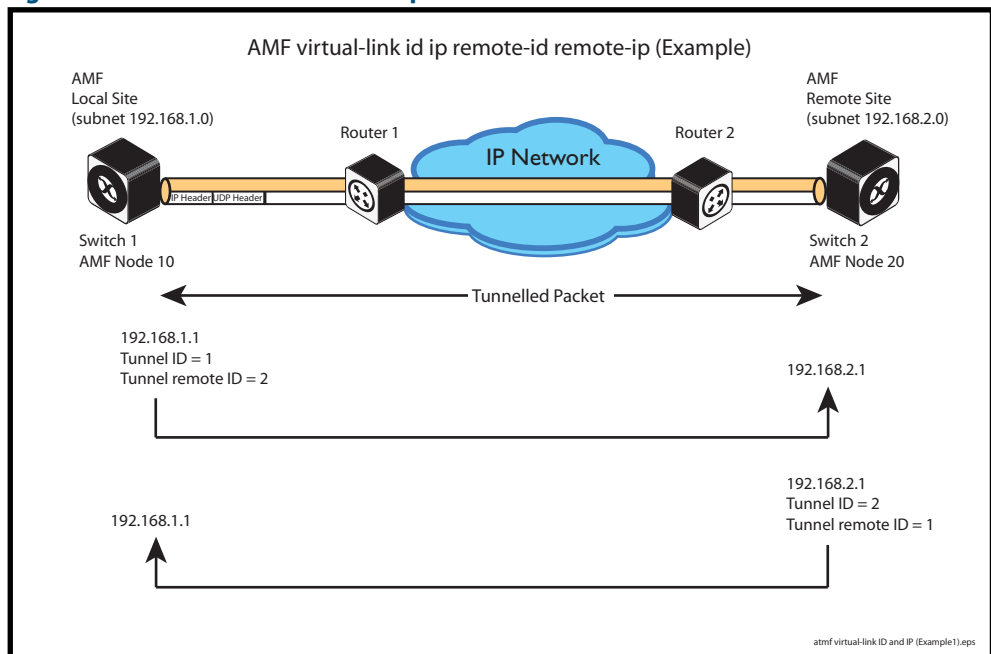 AMF virtual-link id ip remote-id remote-ip (Example)
AMF
Local Site
(subnet 192.168.1.0)
AMF
Remote Site
(subnet 192.168.2.0)
Router 1
Router 2
IP Network
IP Header
UDP Header
Switch 1
AMF Node 10
Switch 2
AMF Node 20
Tunnelled Packet
192.168.1.1
Tunnel ID = 1
Tunnel remote ID = 2
192.168.2.1
192.168.2.1
Tunnel ID = 2
Tunnel remote ID = 1
192.168.1.1
atmf virtual-link ID and IP (Example1).eps